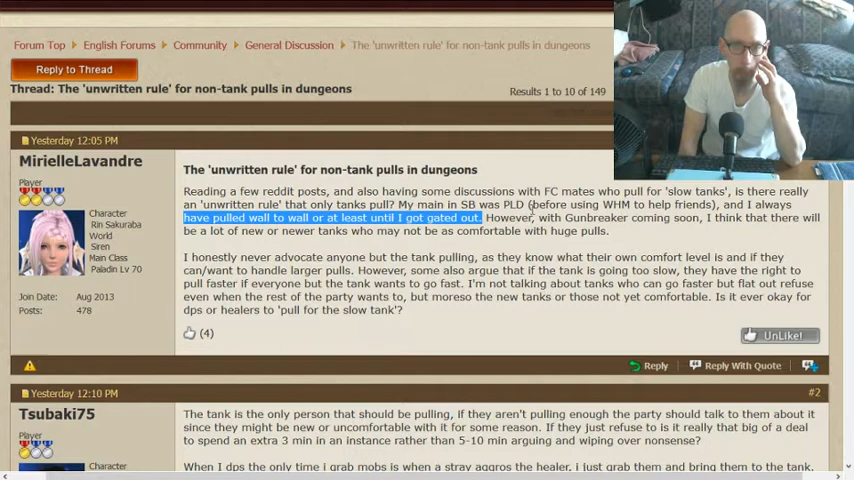 Forum Top English Forums Community General Discussion The 'unwritten rule' for non-tank pulls in dungeons
Reply to Thread
Thread: The 'unwritten rule' for non-tank pulls in dungeons
Results 1 to 10 of 149
Yesterday 12:05 PM
MirielleLavandre
Player
Character
Rin Sakuraba
World
Siren
Main Class
Paladin Lv 70
Join Date: Aug 2013
Posts: 478
The 'unwritten rule' for non-tank pulls in dungeons
Reading a few reddit posts, and also having some discussions with FC mates who pull for 'slow tanks', is there really
an 'unwritten rule' that only tanks pull? My main in SB was PLD (before using WHM to help friends), and I always
have pulled wall to wall or at least until I got gated out. However, with Gunbreaker coming soon, I think that there will
be a lot of new or newer tanks who may not be as comfortable with huge pulls.
I honestly never advocate anyone but the tank pulling, as they know what their own comfort level is and if they
can/want to handle larger pulls. However, some also argue that if the tank is going too slow, they have the right to
pull faster if everyone but the tank wants to go fast. I'm not talking about tanks who can go faster but flat out refuse
even when the rest of the party wants to, but moreso the new tanks or those not yet comfortable. Is it ever okay for
dps or healers to 'pull for the slow tank'?
(4)
UnLike!
Reply Reply With Quote
Yesterday 12:10 PM
#2
Tsubaki75
Player
Character
The tank is the only person that should be pulling, if they aren't pulling enough the party should talk to them about it
since they might be new or uncomfortable with it for some reason. If they just refuse to is it really that big of a deal
to spend an extra 3 min in an instance rather than 5-10 min arguing and wiping over nonsense?
When I dps the only time i grab mobs is when a stray aggros the healer, i just grab them and bring them to the tank.